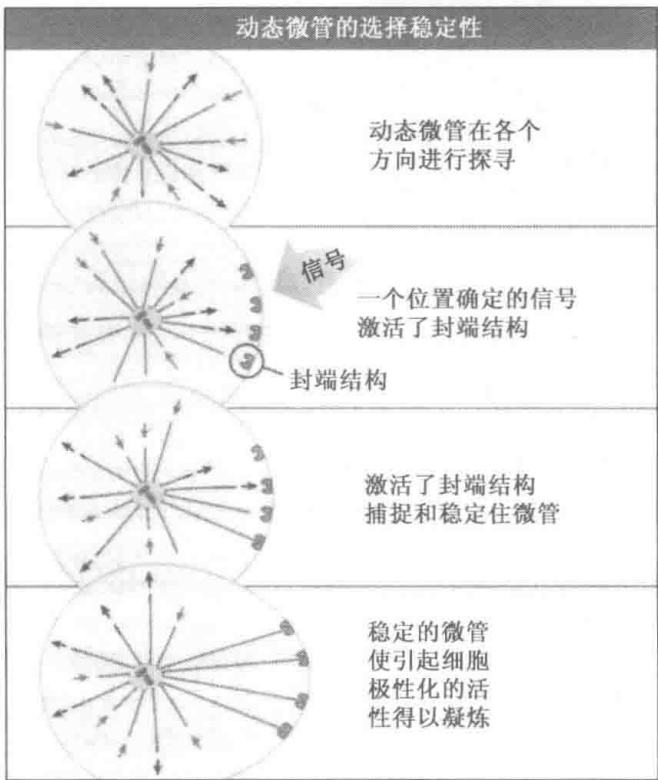 动态微管的选择稳定性
动态微管在各个
方向进行探寻
信号
一个位置确定的信号
激活了封端结构
封端结构
激活了封端结构
捕捉和稳定住微管
稳定的微管
使引起细胞
极性化的活
性得以凝炼